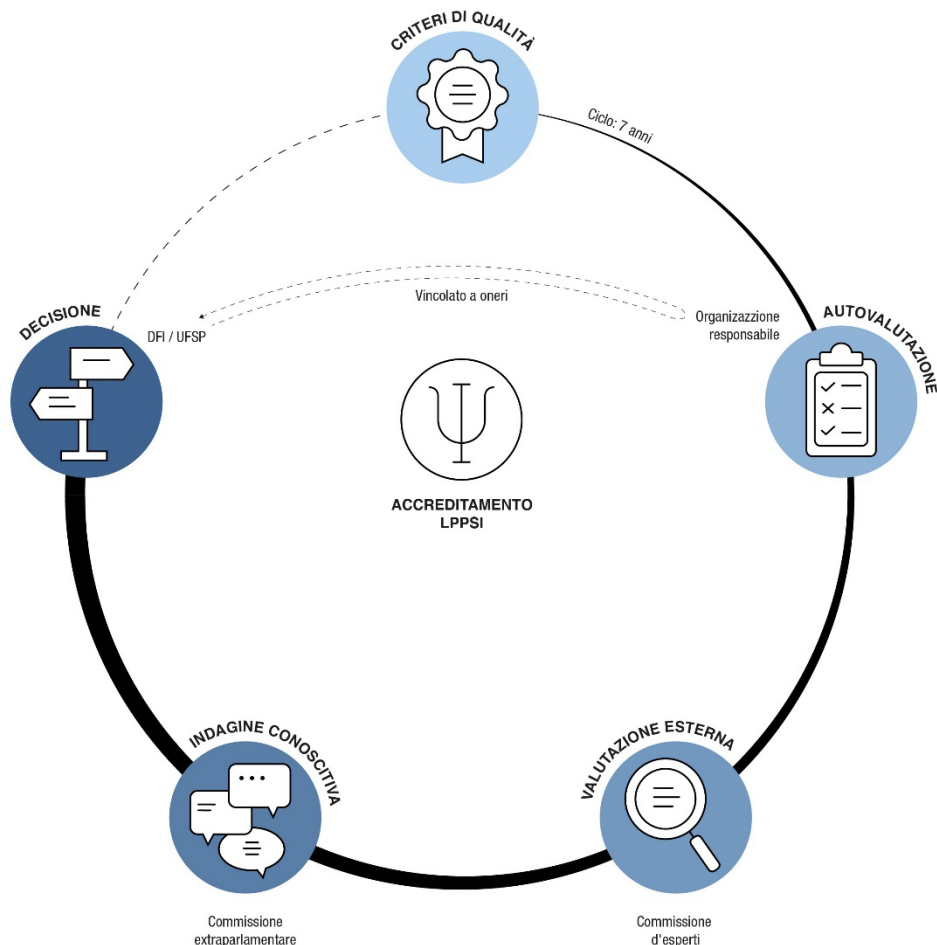 CRITERI DI QUALITÀ
Ciclo: 7 anni
Vincolato a oneri
Organizazzione
responsabile
AUTOVALUTAZIONE
DECISIONE
DFI / UFSP
ACCREDITAMENTO
LPPSI
INDAGINE CONOSCITIVA
VALUTAZIONE ESTERNA
Commissione
extraparlamentare
Commissione
d'esperti